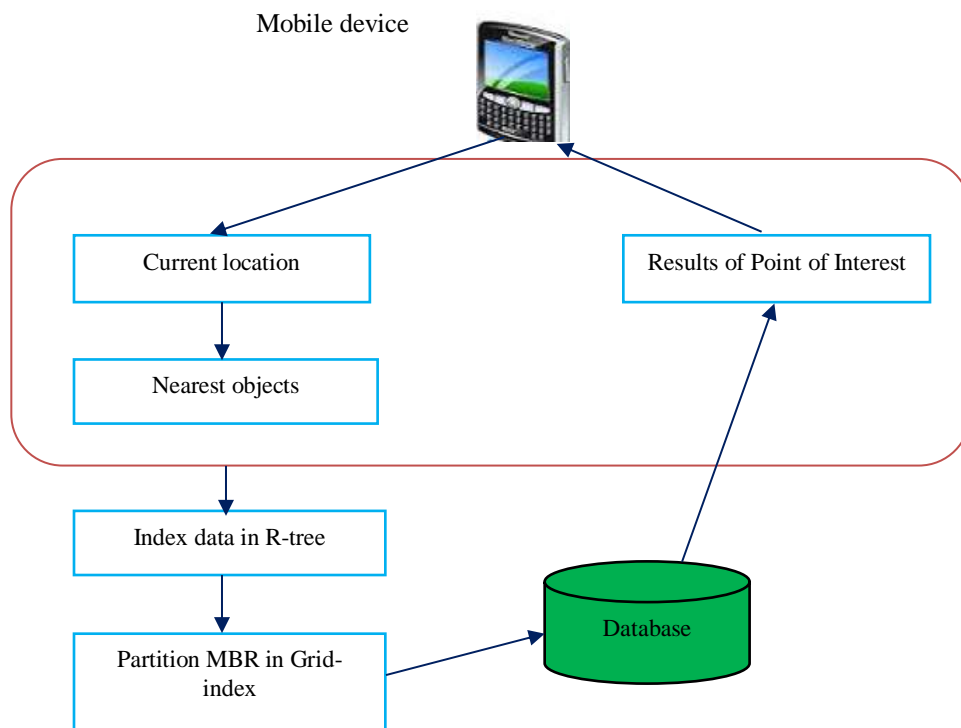 Mobile device
Current location
Results of Point of Interest
Nearest objects
Index data in R-tree
Database
Partition MBR in Grid-
index